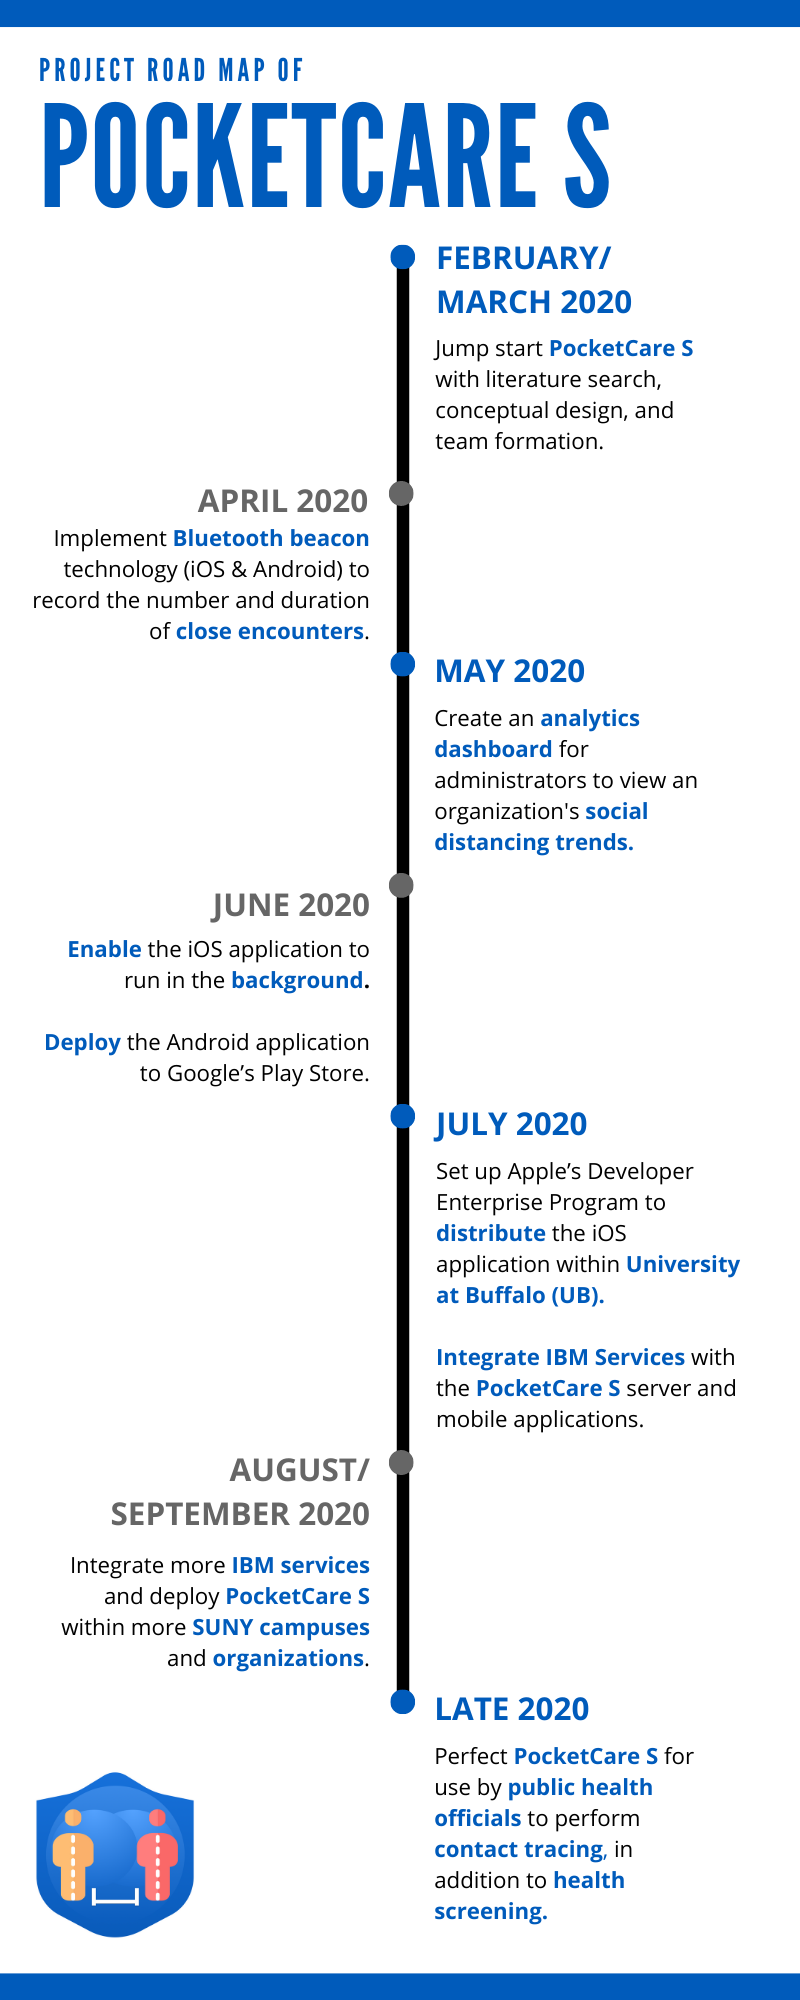 PROJECT ROAD MAP OF
POCKETCARE S
FEBRUARY/
MARCH 2020
Jump start PocketCare S
with literature search,
conceptual design, and
team formation.
APRIL 2020
Implement Bluetooth beacon
technology (iOS & Android) to
record the number and duration
of close encounters.
MAY 2020
Create an analytics
dashboard for
administrators to view an
organization's social
distancing trends.
JUNE 2020
Enable the iOS application to
run in the background.
Deploy the Android application
to Google’s Play Store.
JULY 2020
Set up Apple’s Developer
Enterprise Program to
distribute the iOS
application within University
at Buffalo (UB).
Integrate IBM Services with
the PocketCare S server and
mobile applications.
AUGUST/
SEPTEMBER 2020
Integrate more IBM services
and deploy PocketCare S
within more SUNY campuses
and organizations.
LATE 2020
Perfect PocketCare S for
use by public health
officials to perform
contact tracing, in
addition to health
screening.